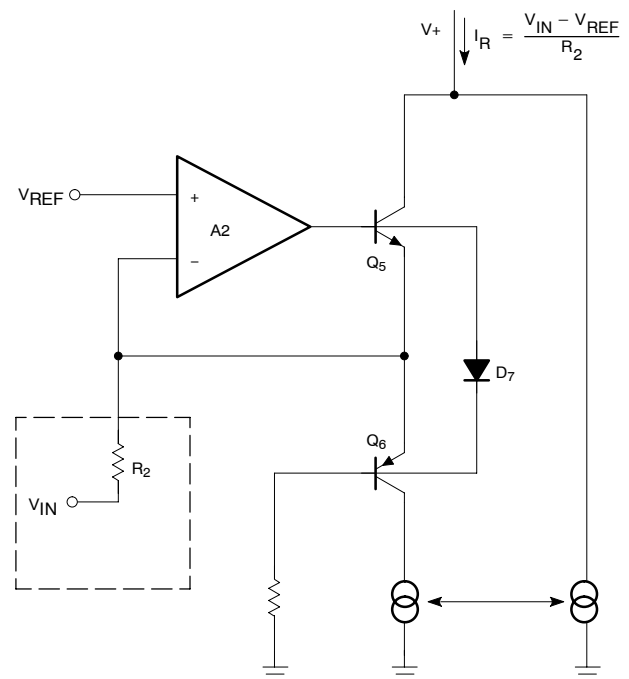 V+
I_R = (V_IN − V_REF) / R_2
V_REF
+
A2
−
Q_5
D_7
Q_6
R_2
V_IN